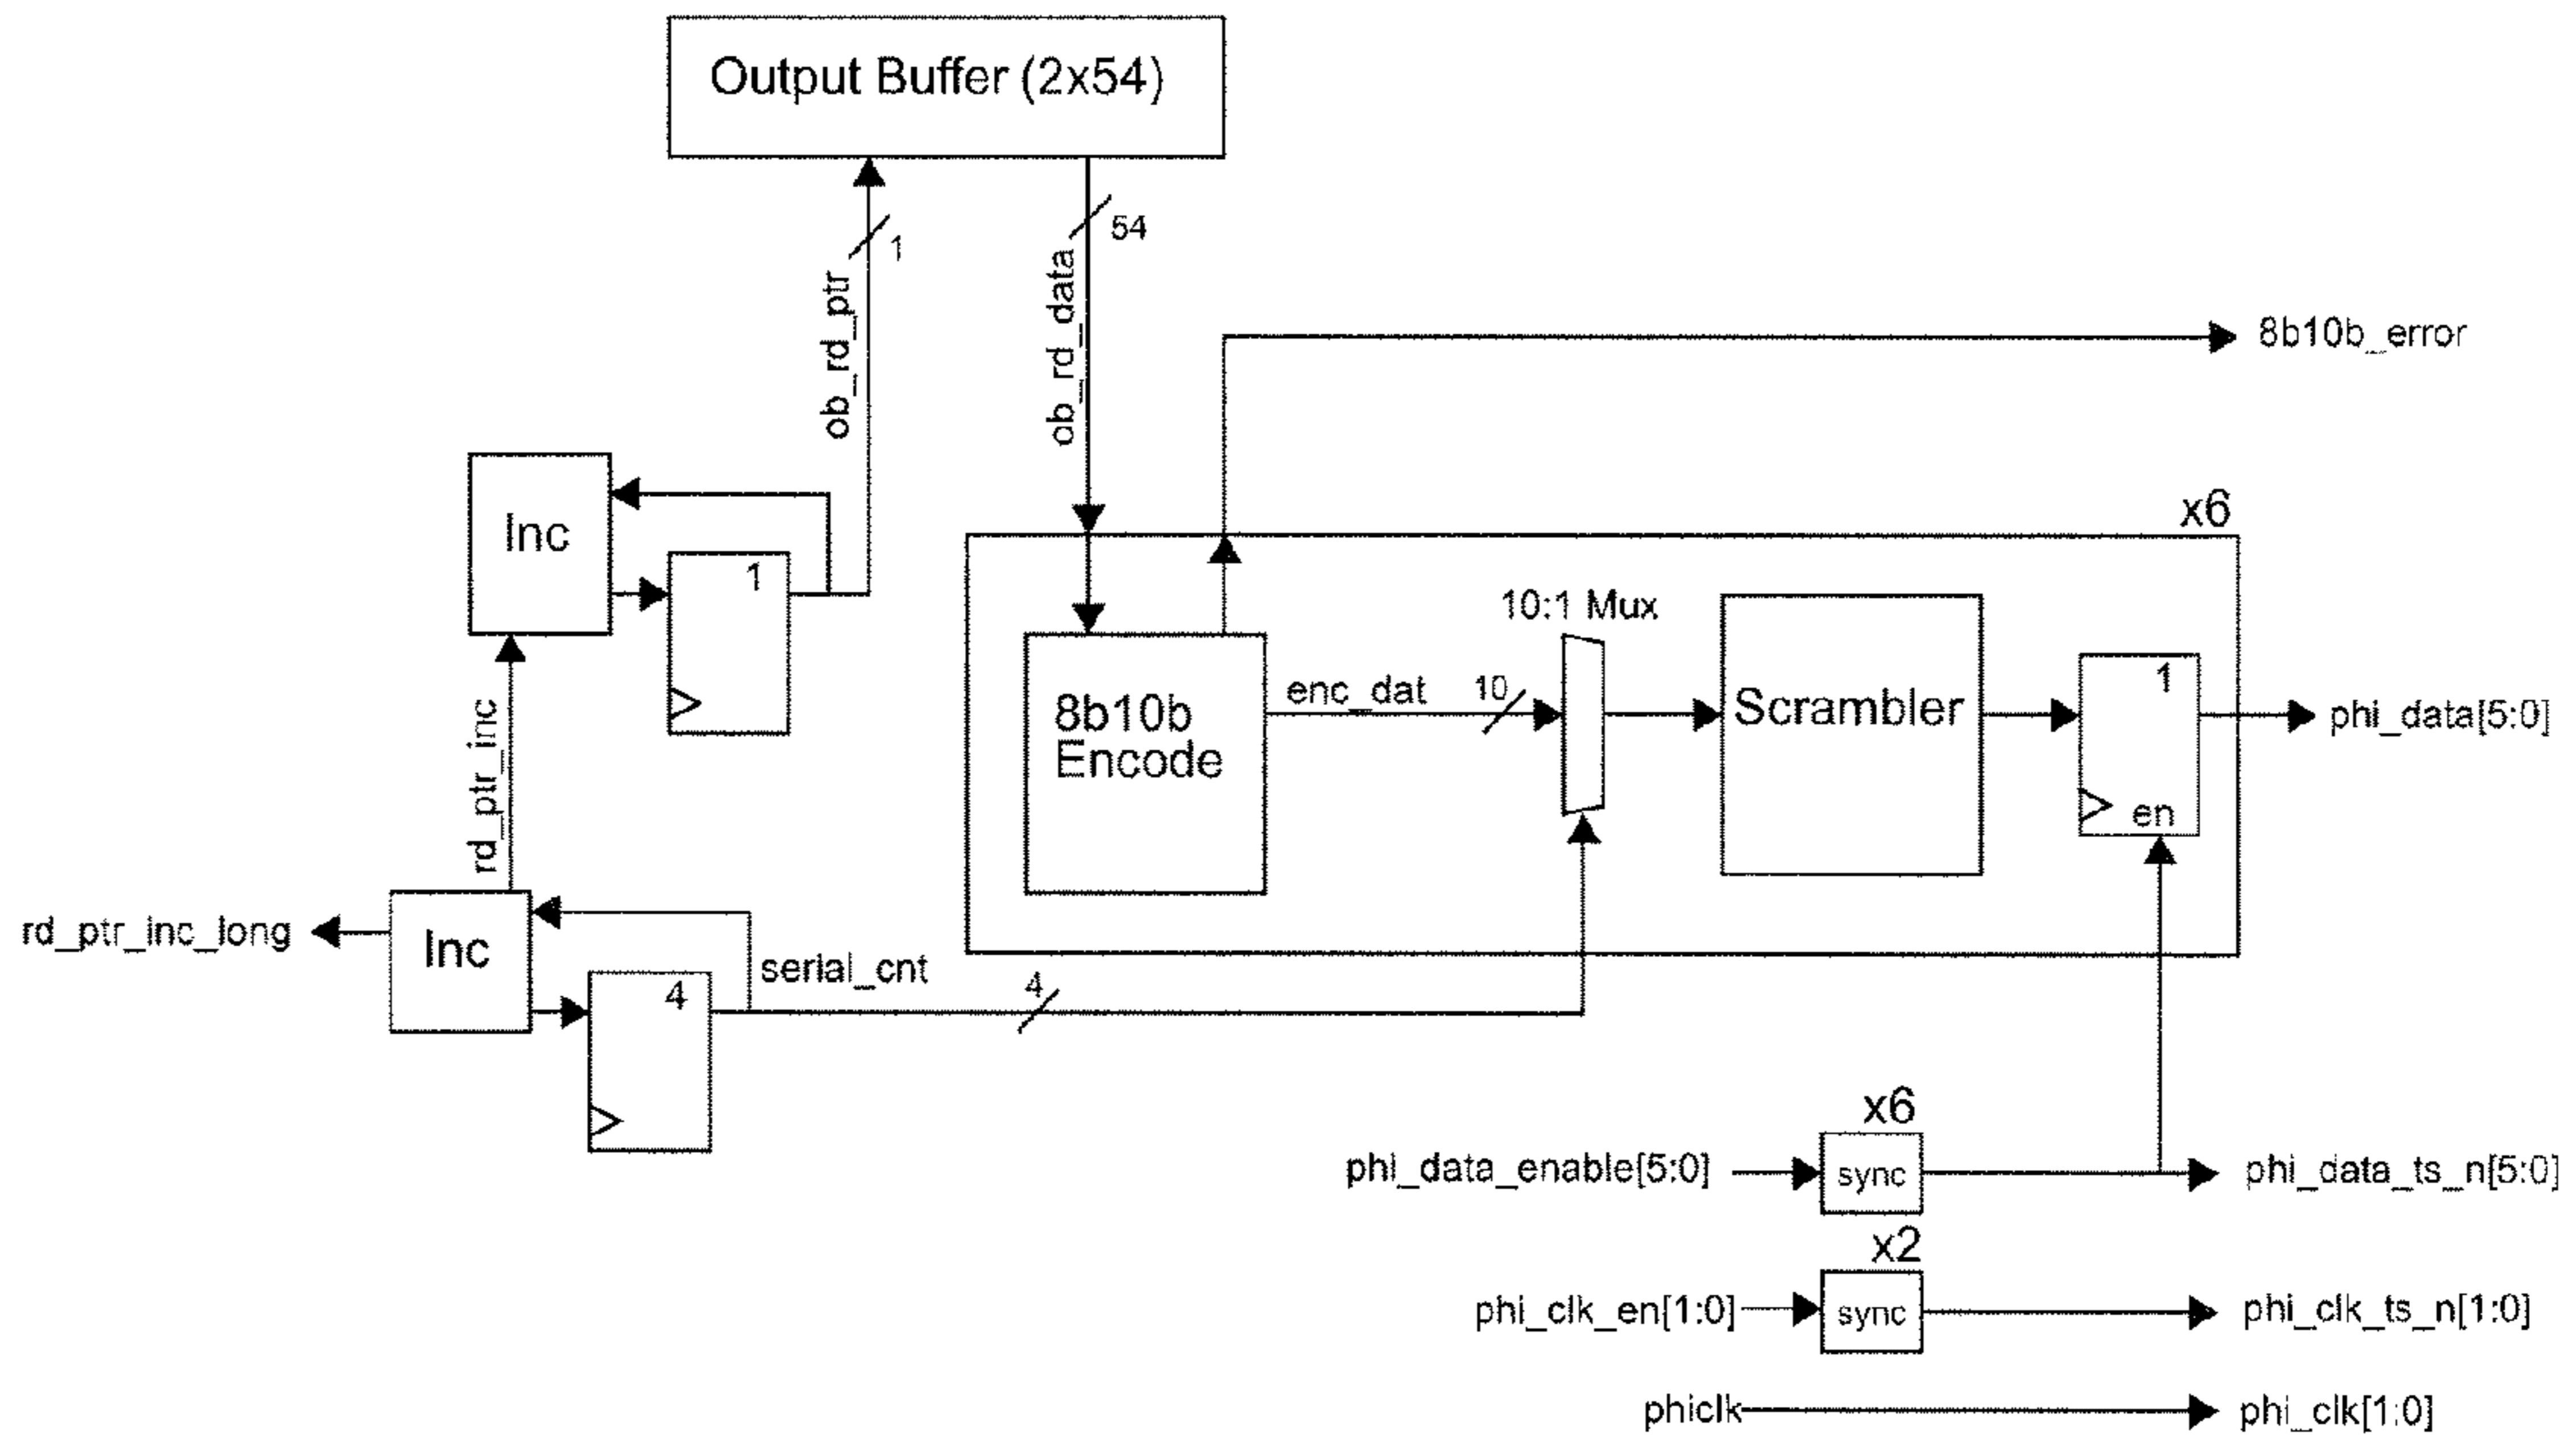 Output Buffer (2x54)
1
54
ob_rd_ptr
ob_rd_data
8b10b_error
x6
Inc
1
10:1 Mux
rd_ptr_inc
8b10b
Encode
enc_dat
10
Scrambler
1
en
phi_data[5:0]
rd_ptr_inc_long
Inc
serial_cnt
4
4
x6
phi_data_enable[5:0]
sync
phi_data_ts_n[5:0]
x2
phi_clk_en[1:0]
sync
phi_clk_ts_n[1:0]
phiclk
phi_clk[1:0]